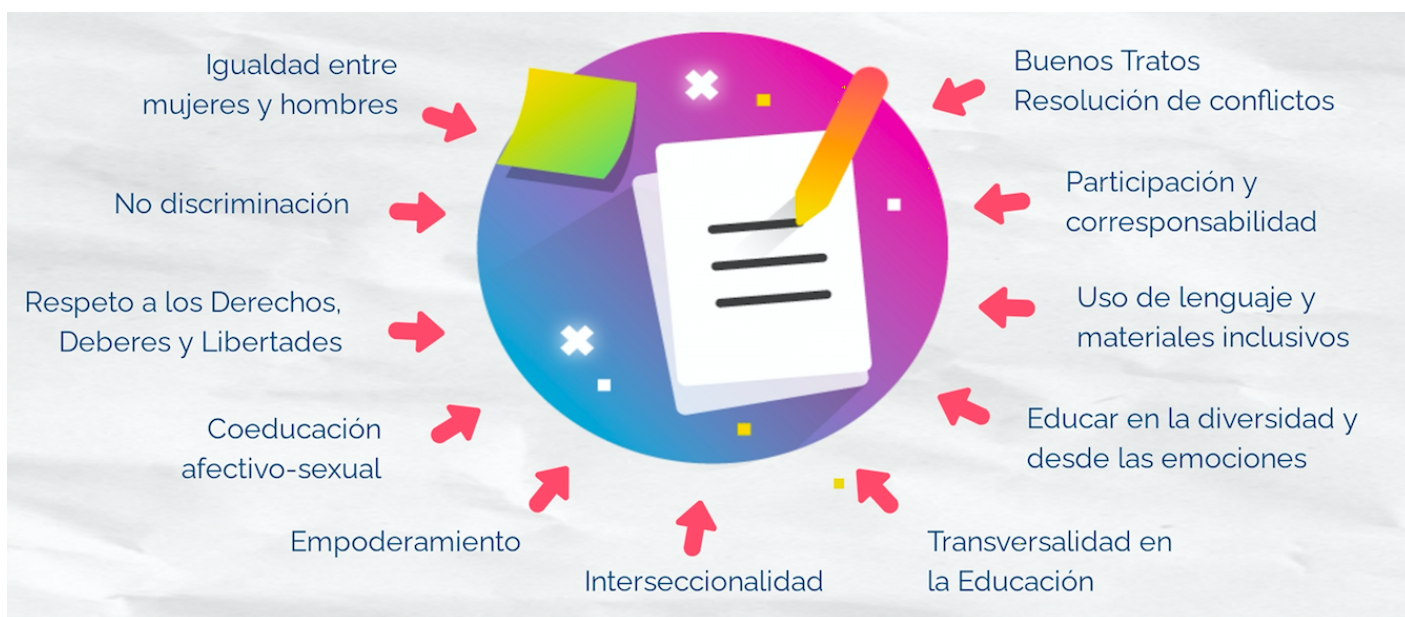 Igualdad entre
mujeres y hombres
No discriminación
Respeto a los Derechos,
Deberes y Libertades
Coeducación
afectivo-sexual
Empoderamiento
Interseccionalidad
Transversalidad en
la Educación
Educar en la diversidad y
desde las emociones
Uso de lenguaje y
materiales inclusivos
Participación y
corresponsabilidad
Buenos Tratos
Resolución de conflictos